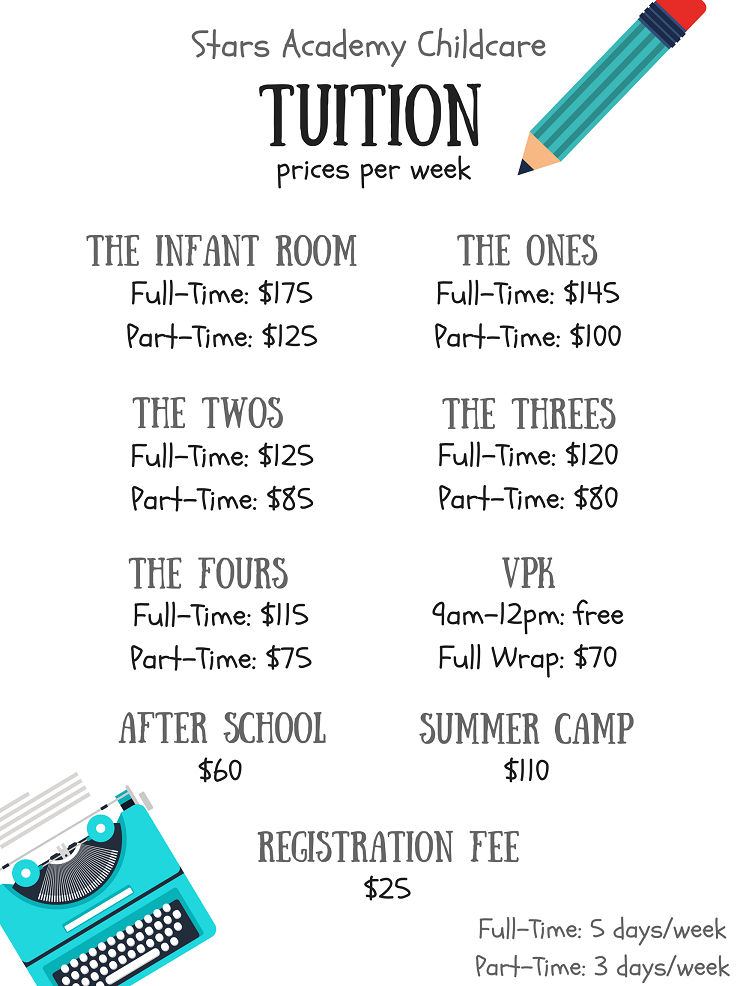 Stars Academy Childcare
TUITION
prices per week
THE INFANT ROOM
Full-Time: $175
Part-Time: $125
THE ONES
Full-Time: $145
Part-Time: $100
THE TWOS
Full-Time: $125
Part-Time: $85
THE THREES
Full-Time: $120
Part-Time: $80
THE FOURS
Full-Time: $115
Part-Time: $75
VPK
9am-12pm: free
Full Wrap: $70
AFTER SCHOOL
$60
SUMMER CAMP
$110
REGISTRATION FEE
$25
Full-Time: 5 days/week
Part-Time: 3 days/week